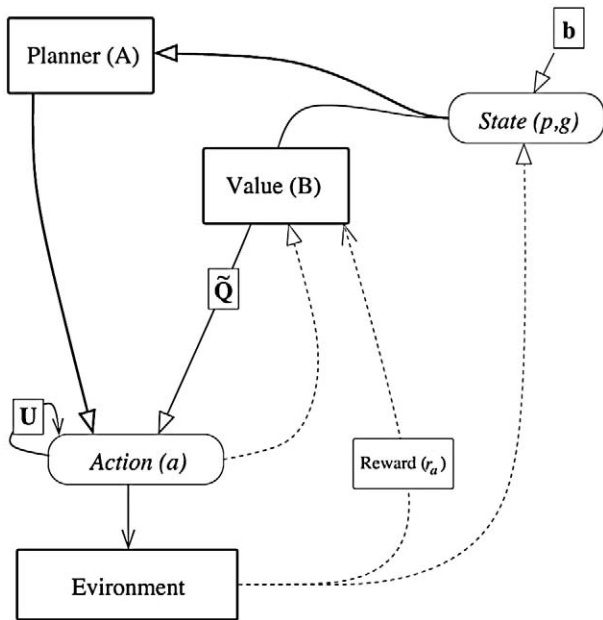 Planner (A)
b
State (p,g)
Value (B)
Q̃
U
Action (a)
Reward (rₐ)
Evironment